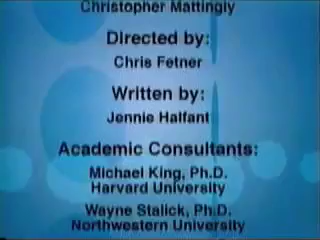 Christopher Mattingly
Directed by:
Chris Fetner
Written by:
Jennie Halfant
Academic Consultants:
Michael King, Ph.D.
Harvard University
Wayne Stalick, Ph.D.
Northwestern University